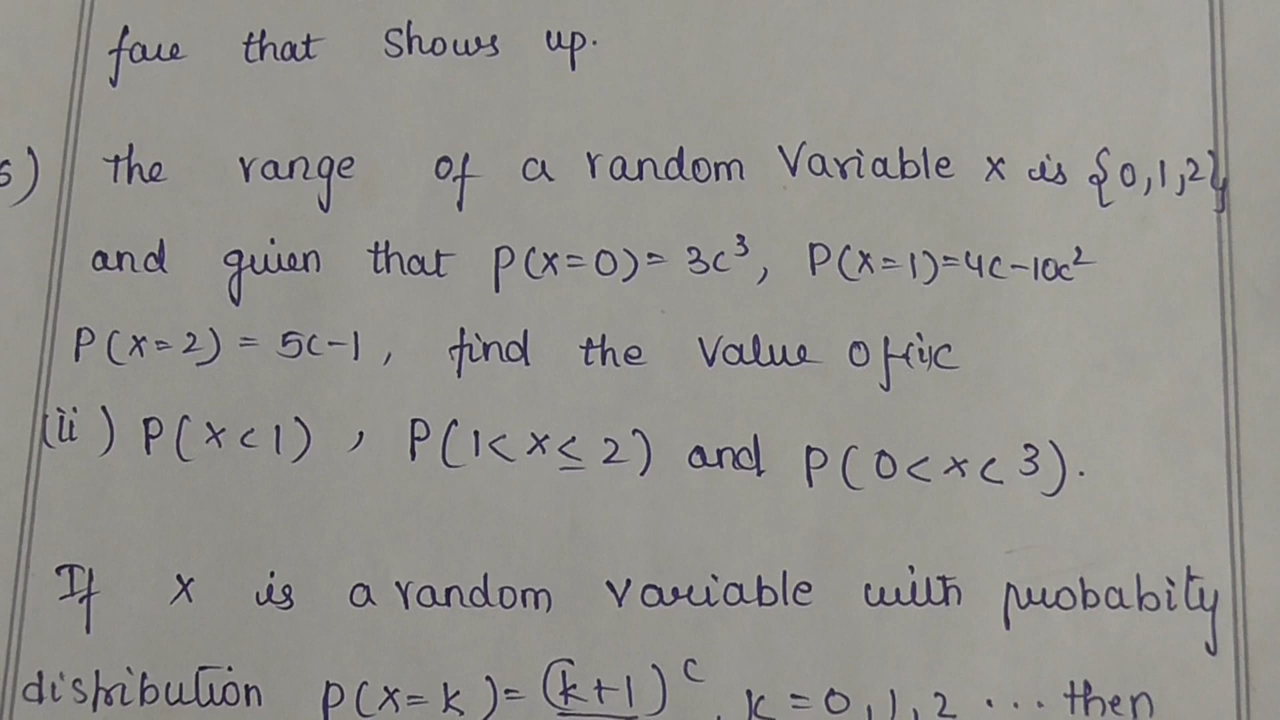 face that shows up.
5) the range of a random Variable x is {0,1,2}
and given that P(x=0)=3c³, P(x=1)=4c-10c²
P(x=2)=5c-1, find the value of (i) c
(ii) P(x<1), P(1<x≤2) and P(0<x<3).
If x is a random variable with probabity
distribution P(x=k)=(k+1)c, k=0,1,2... then